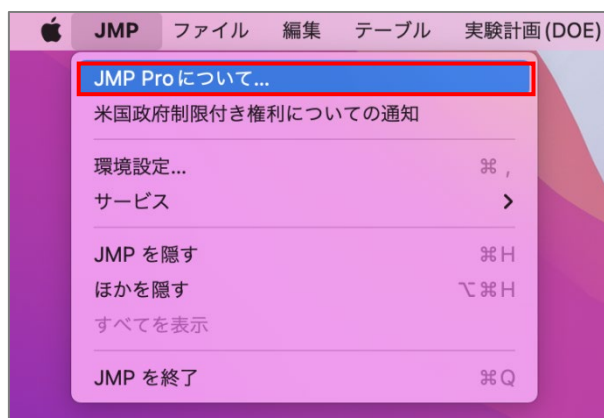 JMP ファイル 編集 テーブル 実験計画(DOE)
JMP Proについて...
米国政府制限付き権利についての通知
環境設定... ⌘ ,
サービス
JMP を隠す ⌘H
ほかを隠す ⌥⌘H
すべてを表示
JMP を終了 ⌘Q